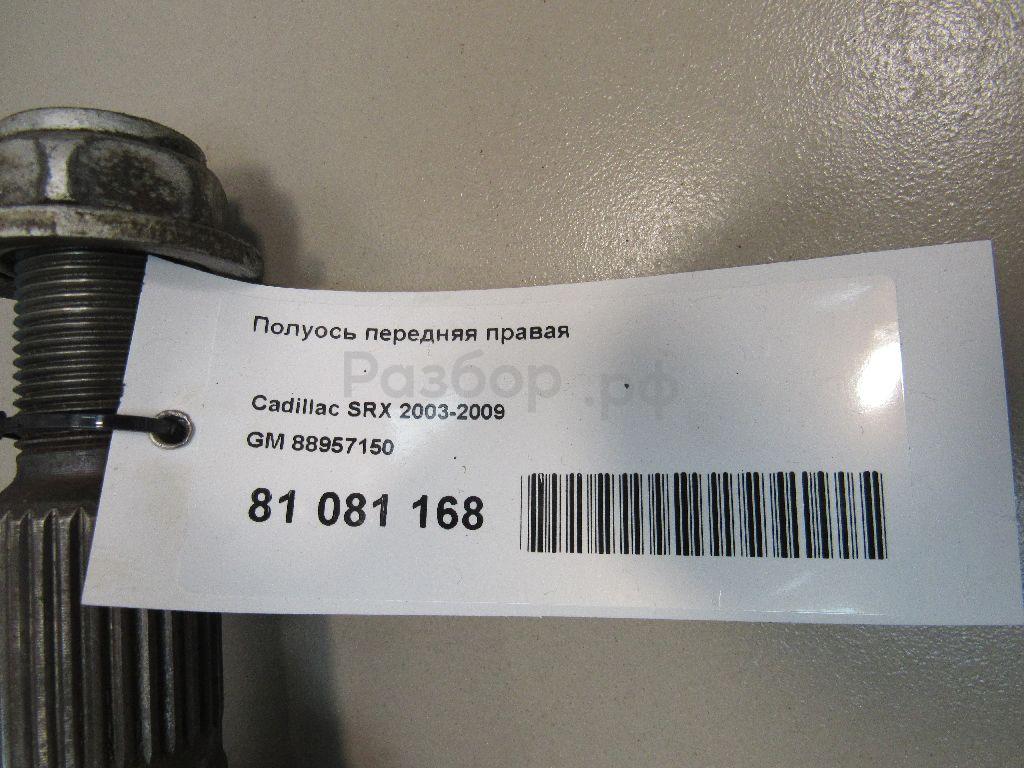 Полуось передняя правая
Разбор.рф
Cadillac SRX 2003-2009
GM 88957150
81 081 168